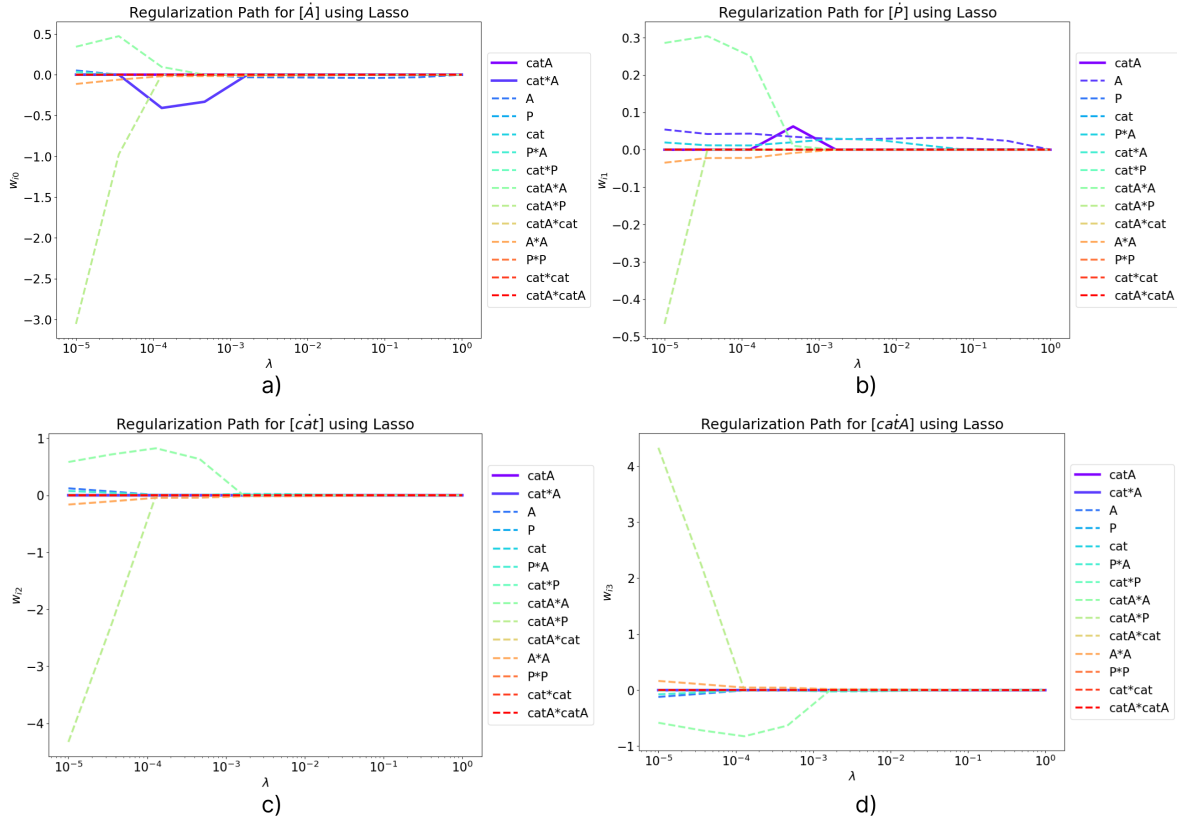 Regularization Path for [Ȧ] using Lasso
0.5
0.0
−0.5
−1.0
−1.5
−2.0
−2.5
−3.0
w_{i0}
10⁻⁵
10⁻⁴
10⁻³
10⁻²
10⁻¹
10⁰
λ
catA
cat*A
A
P
cat
P*A
cat*P
catA*A
catA*P
catA*cat
A*A
P*P
cat*cat
catA*catA
a)
Regularization Path for [Ṗ] using Lasso
0.3
0.2
0.1
0.0
−0.1
−0.2
−0.3
−0.4
−0.5
w_{i1}
10⁻⁵
10⁻⁴
10⁻³
10⁻²
10⁻¹
10⁰
λ
catA
A
P
cat
P*A
cat*A
cat*P
catA*A
catA*P
catA*cat
A*A
P*P
cat*cat
catA*catA
b)
Regularization Path for [cȧt] using Lasso
1
0
−1
−2
−3
−4
w_{i2}
10⁻⁵
10⁻⁴
10⁻³
10⁻²
10⁻¹
10⁰
λ
catA
cat*A
A
P
cat
P*A
cat*P
catA*A
catA*P
catA*cat
A*A
P*P
cat*cat
catA*catA
c)
Regularization Path for [catȦ] using Lasso
4
3
2
1
0
−1
w_{i3}
10⁻⁵
10⁻⁴
10⁻³
10⁻²
10⁻¹
10⁰
λ
catA
cat*A
A
P
cat
P*A
cat*P
catA*A
catA*P
catA*cat
A*A
P*P
cat*cat
catA*catA
d)